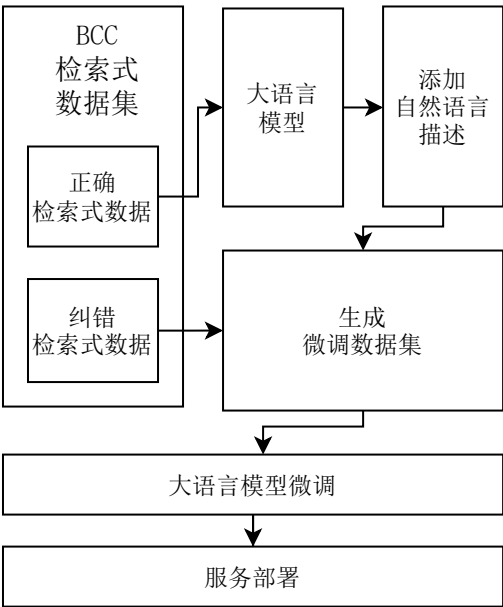 BCC
检索式
数据集
正确
检索式数据
纠错
检索式数据
大语言
模型
添加
自然语言
描述
生成
微调数据集
大语言模型微调
服务部署